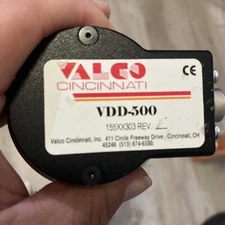 VALCO
CINCINNATI
CE
VDD-500
155XX303 REV.
Valco Cincinnati, Inc. 411 Circle Freeway Drive , Cincinnati, OH
45246 (513) 874-6550